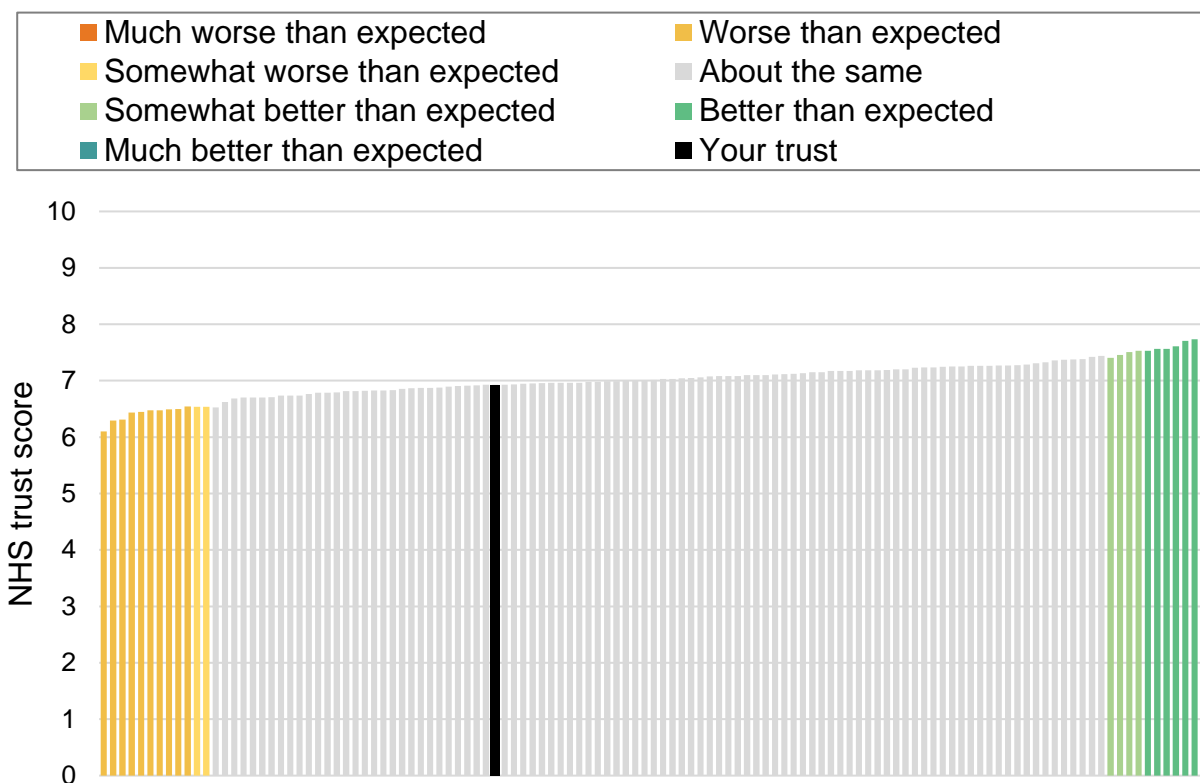 Much worse than expected
Worse than expected
Somewhat worse than expected
About the same
Somewhat better than expected
Better than expected
Much better than expected
Your trust
10
9
8
7
6
5
4
3
2
1
0
NHS trust score